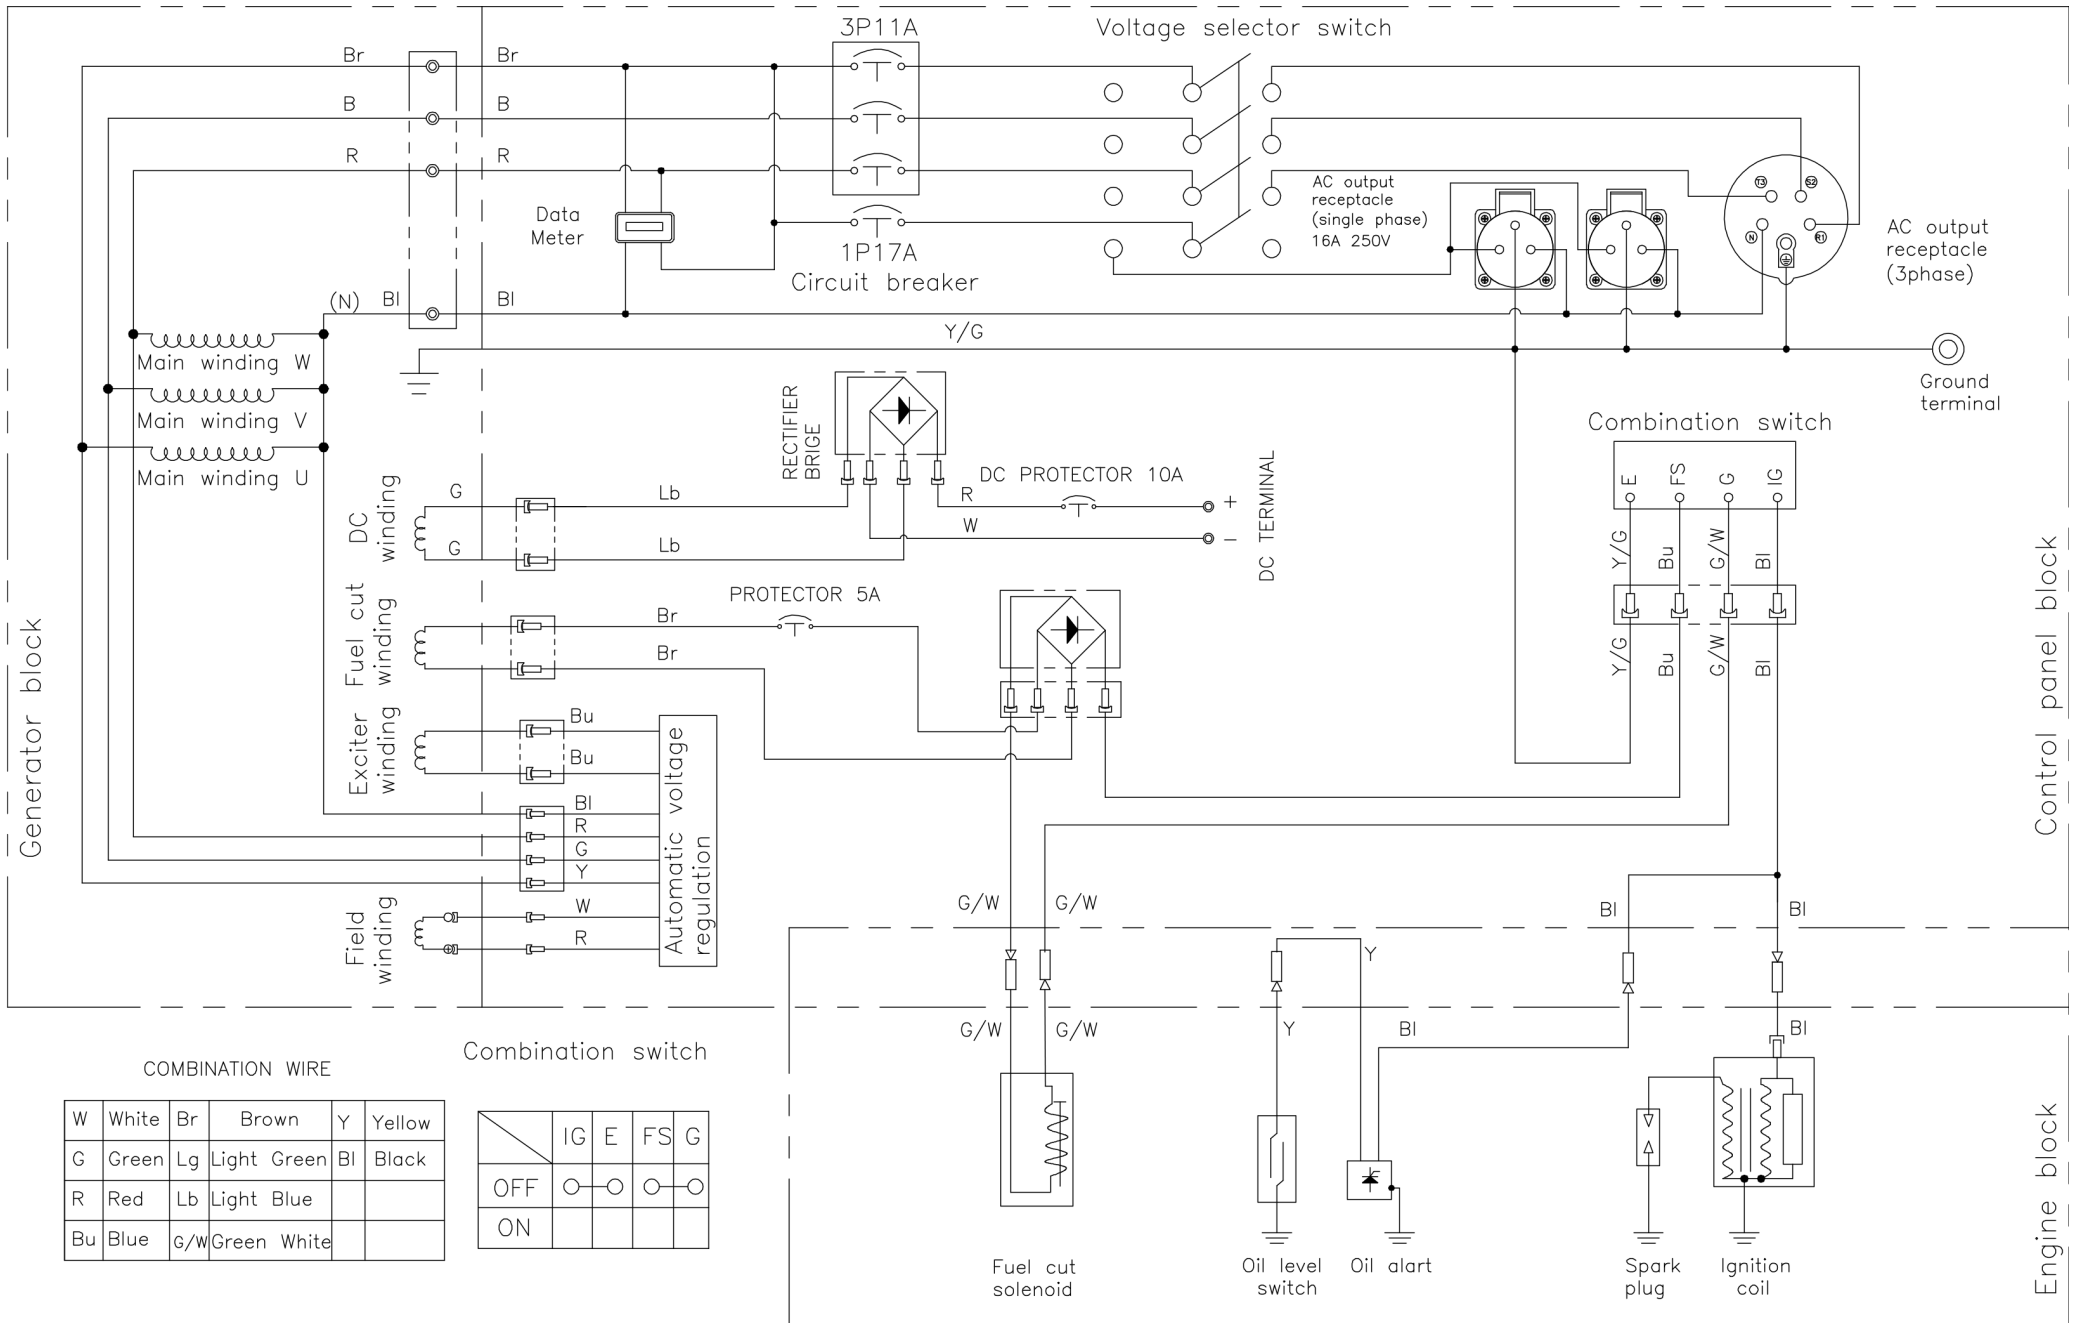 3P11A
Voltage selector switch
Br
Br
B
B
R
R
Data
Meter
1P17A
Circuit breaker
AC output
receptacle
(single phase)
16A 250V
T3
S2
N
R1
AC output
receptacle
(3phase)
(N)
Bl
Bl
Y/G
Main winding W
Main winding V
Main winding U
Ground
terminal
RECTIFIER
BRIGE
DC PROTECTOR 10A
DC TERMINAL
+
−
R
W
Combination switch
E
FS
G
IG
Y/G
Bu
G/W
Bl
Y/G
Bu
G/W
Bl
DC
winding
G
G
Lb
Lb
Fuel cut
winding
Br
Br
PROTECTOR 5A
Exciter
winding
Bu
Bu
Bl
R
G
Y
W
R
Automatic voltage
regulation
Field
winding
Generator block
Control panel block
G/W
G/W
Bl
Bl
Y
G/W
G/W
Y
Bl
Bl
Fuel cut
solenoid
Oil level
switch
Oil alart
Spark
plug
Ignition
coil
Engine block
COMBINATION WIRE
W White Br Brown Y Yellow
G Green Lg Light Green Bl Black
R Red Lb Light Blue
Bu Blue G/W Green White
Combination switch
IG E FS G
OFF
ON